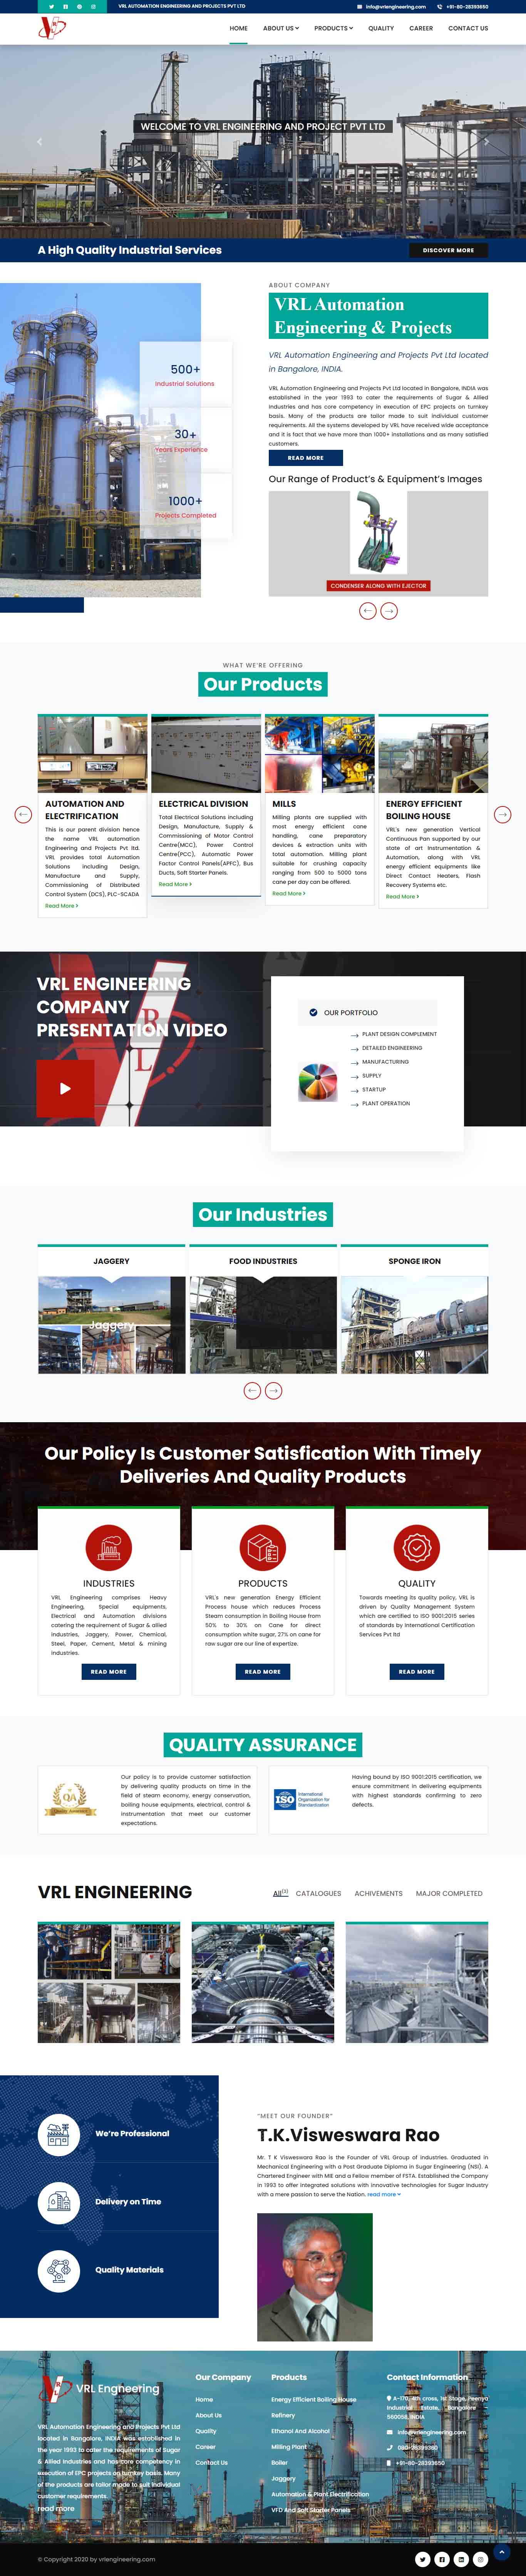 VRL AUTOMATION ENGINEERING AND PROJECTS PVT LTD
info@vrlengineering.com
+91-80-28393650
HOME
ABOUT US
PRODUCTS
QUALITY
CAREER
CONTACT US
WELCOME TO VRL ENGINEERING AND PROJECT PVT LTD
A High Quality Industrial Services
DISCOVER MORE
500+
Industrial Solutions
30+
Years Experience
1000+
Projects Completed
ABOUT COMPANY
VRL Automation
Engineering & Projects
VRL Automation Engineering and Projects Pvt Ltd located
in Bangalore, INDIA.
VRL Automation Engineering and Projects Pvt Ltd located in Bangalore, INDIA was
established in the year 1993 to cater the requirements of Sugar & Allied
Industries and has core competency in execution of EPC projects on turnkey
basis. Many of the products are tailor made to suit individual customer
requirements. All the systems developed by VRL have received wide acceptance
and it is fact that we have more than 1000+ installations and as many satisfied
customers.
READ MORE
Our Range of Product's & Equipment's Images
CONDENSER ALONG WITH EJECTOR
WHAT WE'RE OFFERING
Our Products
AUTOMATION AND
ELECTRIFICATION
This is our parent division hence
the name VRL automation
Engineering and Projects Pvt ltd.
VRL provides total Automation
Solutions including Design,
Manufacture and Supply,
Commissioning of Distributed
Control System (DCS), PLC-SCADA
Read More
ELECTRICAL DIVISION
Total Electrical Solutions including
Design, Manufacture, Supply &
Commissioning of Motor Control
Centre(MCC), Power Control
Centre(PCC), Automatic Power
Factor Control Panels(APFC), Bus
Ducts, Soft Starter Panels.
Read More
MILLS
Milling plants are supplied with
most energy efficient cane
handling, cane preparatory
devices & extraction units with
total automation. Milling plant
suitable for crushing capacity
ranging from 500 to 5000 tons
cane per day can be offered.
Read More
ENERGY EFFICIENT
BOILING HOUSE
VRL's new generation Vertical
Continuous Pan supported by our
state of art Instrumentation &
Automation, along with VRL
energy efficient equipments like
Direct Contact Heaters, Flash
Recovery Systems etc.
Read More
VRL ENGINEERING
COMPANY
PRESENTATION VIDEO
OUR PORTFOLIO
PLANT DESIGN COMPLEMENT
DETAILED ENGINEERING
MANUFACTURING
SUPPLY
STARTUP
PLANT OPERATION
Our Industries
JAGGERY
Jaggery
FOOD INDUSTRIES
SPONGE IRON
Our Policy Is Customer Satisfication With Timely
Deliveries And Quality Products
INDUSTRIES
VRL Engineering comprises Heavy
Engineering, Special equipments,
Electrical and Automation divisions
catering the requirement of Sugar & allied
industries, Jaggery, Power, Chemical,
Steel, Paper, Cement, Metal & mining
industries.
READ MORE
PRODUCTS
VRL's new generation Energy Efficient
Process house which reduces Process
Steam consumption in Boiling House from
50% to 30% on Cane for direct
consumption white sugar, 27% on cane for
raw sugar are our line of expertize.
READ MORE
QUALITY
Towards meeting its quality policy, VRL is
driven by Quality Management System
which are certified to ISO 9001:2015 series
of standards by International Certification
Services Pvt ltd
READ MORE
QUALITY ASSURANCE
QA
Our policy is to provide customer satisfaction
by delivering quality products on time in the
field of steam economy, energy conservation,
boiling house equipments, electrical, control &
instrumentation that meet our customer
expectations.
ISO
International
Organization for
Standardization
Having bound by ISO 9001:2015 certification, we
ensure commitment in delivering equipments
with highest standards confirming to zero
defects.
VRL ENGINEERING
All(3)
CATALOGUES
ACHIVEMENTS
MAJOR COMPLETED
We're Professional
Delivery on Time
Quality Materials
"MEET OUR FOUNDER"
T.K.Visweswara Rao
Mr. T K Visweswara Rao is the Founder of VRL Group of Industries. Graduated in
Mechanical Engineering with a Post Graduate Diploma in Sugar Engineering (NSI). A
Chartered Engineer with MIE and a Fellow member of FSTA. Established the Company
in 1993 to offer integrated solutions with innovative technologies for Sugar Industry
with a mere passion to serve the Nation. read more
VRL Engneering
VRL Automation Engineering and Projects Pvt Ltd
located in Bangalore, INDIA was established in
the year 1993 to cater the requirements of Sugar
& Allied Industries and has core competency in
execution of EPC projects on turnkey basis. Many
of the products are tailor made to suit individual
customer requirements.
read more
Our Company
Home
About Us
Quality
Career
Contact Us
Products
Energy Efficient Boiling House
Refinery
Ethanol And Alcohol
Milling Plant
Boiler
Jaggery
Automation & Plant Electrification
VFD And Soft Starter Panels
Contact Information
A-170, 4th cross, 1st Stage, Peenya
Industrial Estate, Bangalore -
560058, INDIA
info@vrlengineering.com
+91-80-28393650
© Copyright 2020 by vrlengineering.com